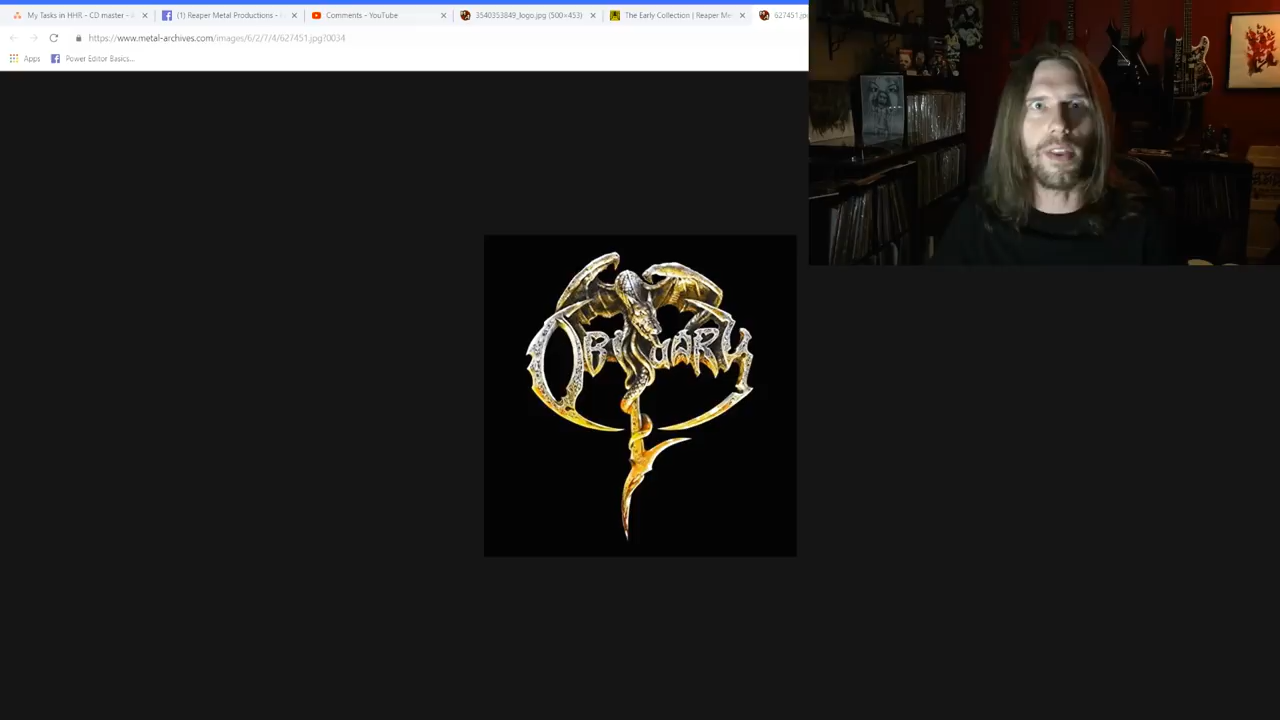 My Tasks in HHR - CD master -
(1) Reaper Metal Productions -
Comments - YouTube
3540353849_logo.jpg (500×453)
The Early Collection | Reaper Me
627451.jp
https://www.metal-archives.com/images/6/2/7/4/627451.jpg?0034
Apps
Power Editor Basics...
OBITUARY